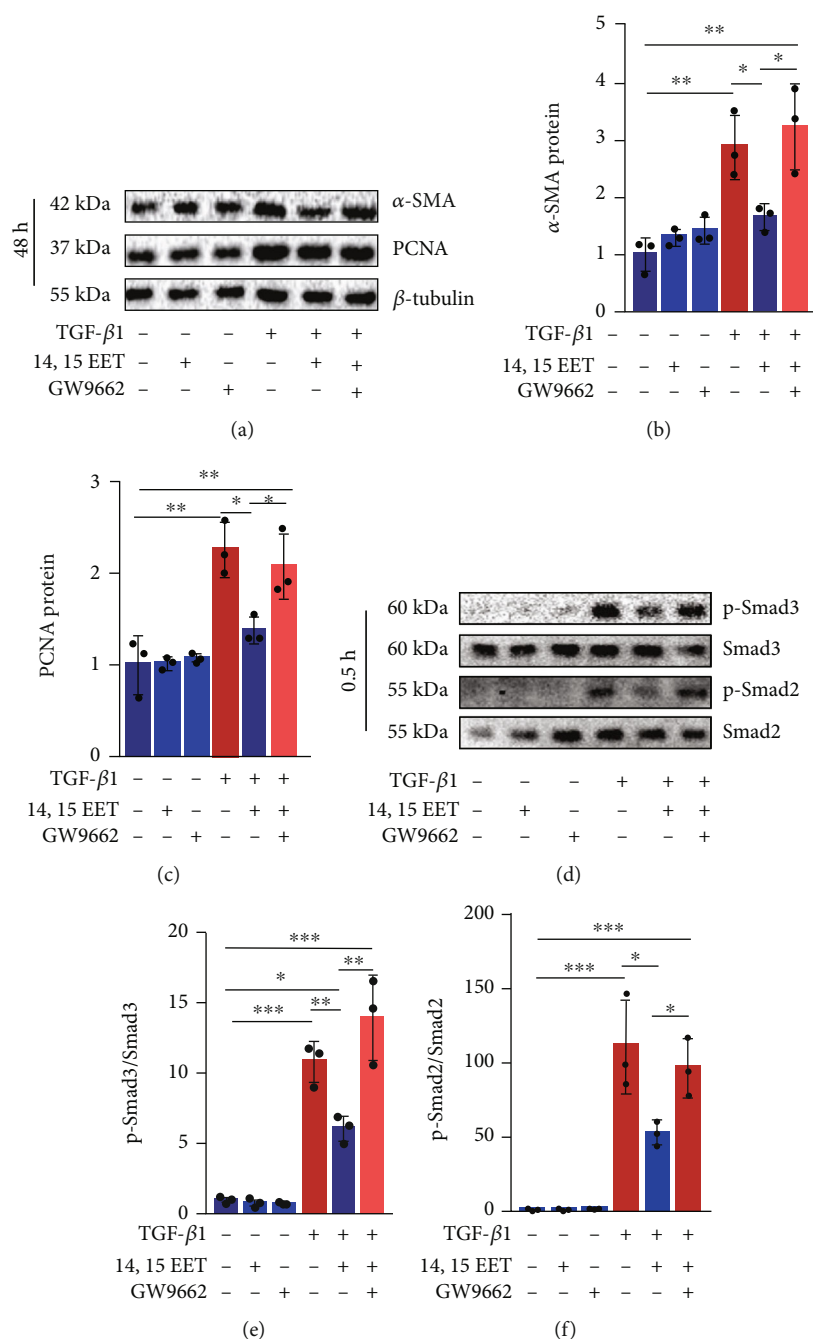 42 kDa
α-SMA
37 kDa
PCNA
55 kDa
β-tubulin
48 h
TGF-β1 – – – + + +
14, 15 EET – + – – + +
GW9662 – – + – – +
(a)
α-SMA protein
5
4
3
2
1
0
** ** * *
TGF-β1 – – – – + + +
14, 15 EET – – + – – + +
GW9662 – – – + – – +
(b)
PCNA protein
3
2
1
0
** ** * *
TGF-β1 – – – + + +
14, 15 EET – + – – + +
GW9662 – – + – – +
(c)
60 kDa
p-Smad3
60 kDa
Smad3
55 kDa
p-Smad2
55 kDa
Smad2
0.5 h
TGF-β1 – – – + + +
14, 15 EET – + – – + +
GW9662 – – + – – +
(d)
p-Smad3/Smad3
20
15
10
5
0
*** * ** *** **
TGF-β1 – – – + + +
14, 15 EET – + – – + +
GW9662 – – + – – +
(e)
p-Smad2/Smad2
200
150
100
50
0
*** *** * *
TGF-β1 – – – + + +
14, 15 EET – + – – + +
GW9662 – – + – – +
(f)